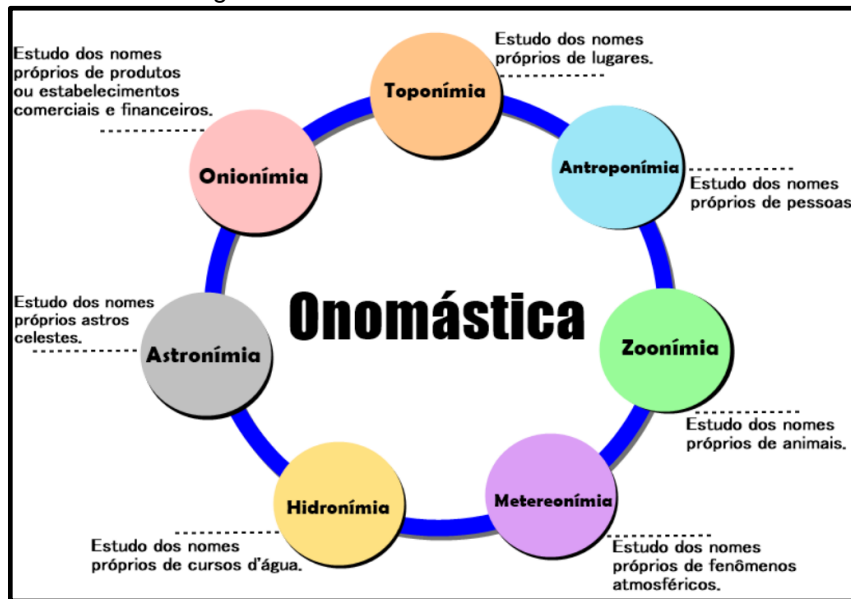 Toponímia
Estudo dos nomes
próprios de lugares.
Antroponímia
Estudo dos nomes
próprios de pessoas
Zoonímia
Estudo dos nomes
próprios de animais.
Metereonímia
Estudo dos nomes
próprios de fenômenos
atmosféricos.
Hidronímia
Estudo dos nomes
próprios de cursos d'água.
Astronímia
Estudo dos nomes
próprios astros
celestes.
Onionímia
Estudo dos nomes
próprios de produtos
ou estabelecimentos
comerciais e financeiros.
Onomástica